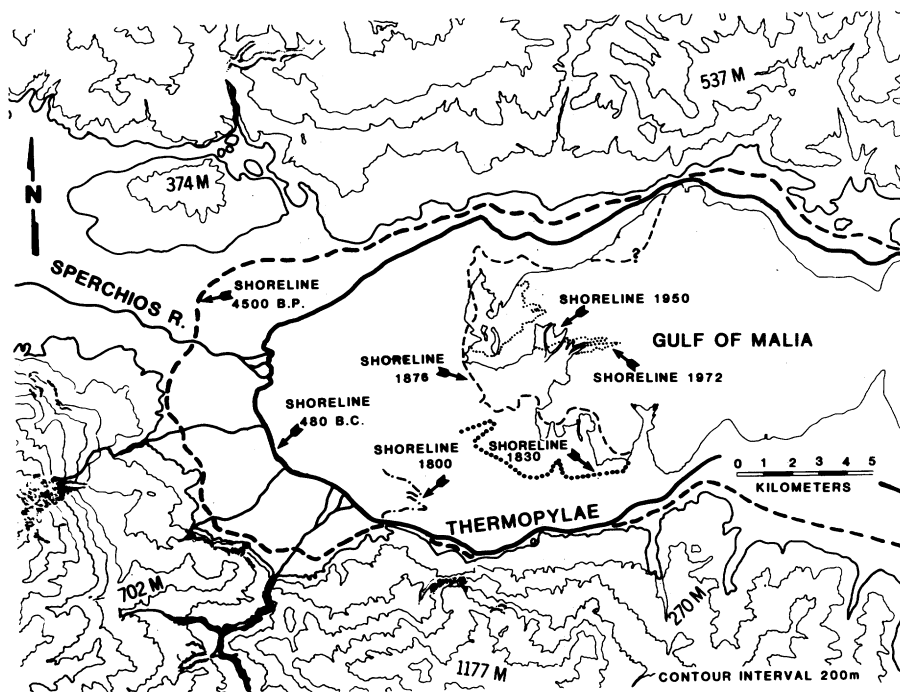 537 M
374 M
N
SPERCHIOS R.
SHORELINE
4500 B.P.
?
SHORELINE 1950
GULF OF MALIA
SHORELINE
1876
SHORELINE 1972
SHORELINE
480 B.C.
SHORELINE
1800
SHORELINE
1830
0 1 2 3 4 5
KILOMETERS
THERMOPYLAE
702 M
270 M
1177 M
CONTOUR INTERVAL 200m